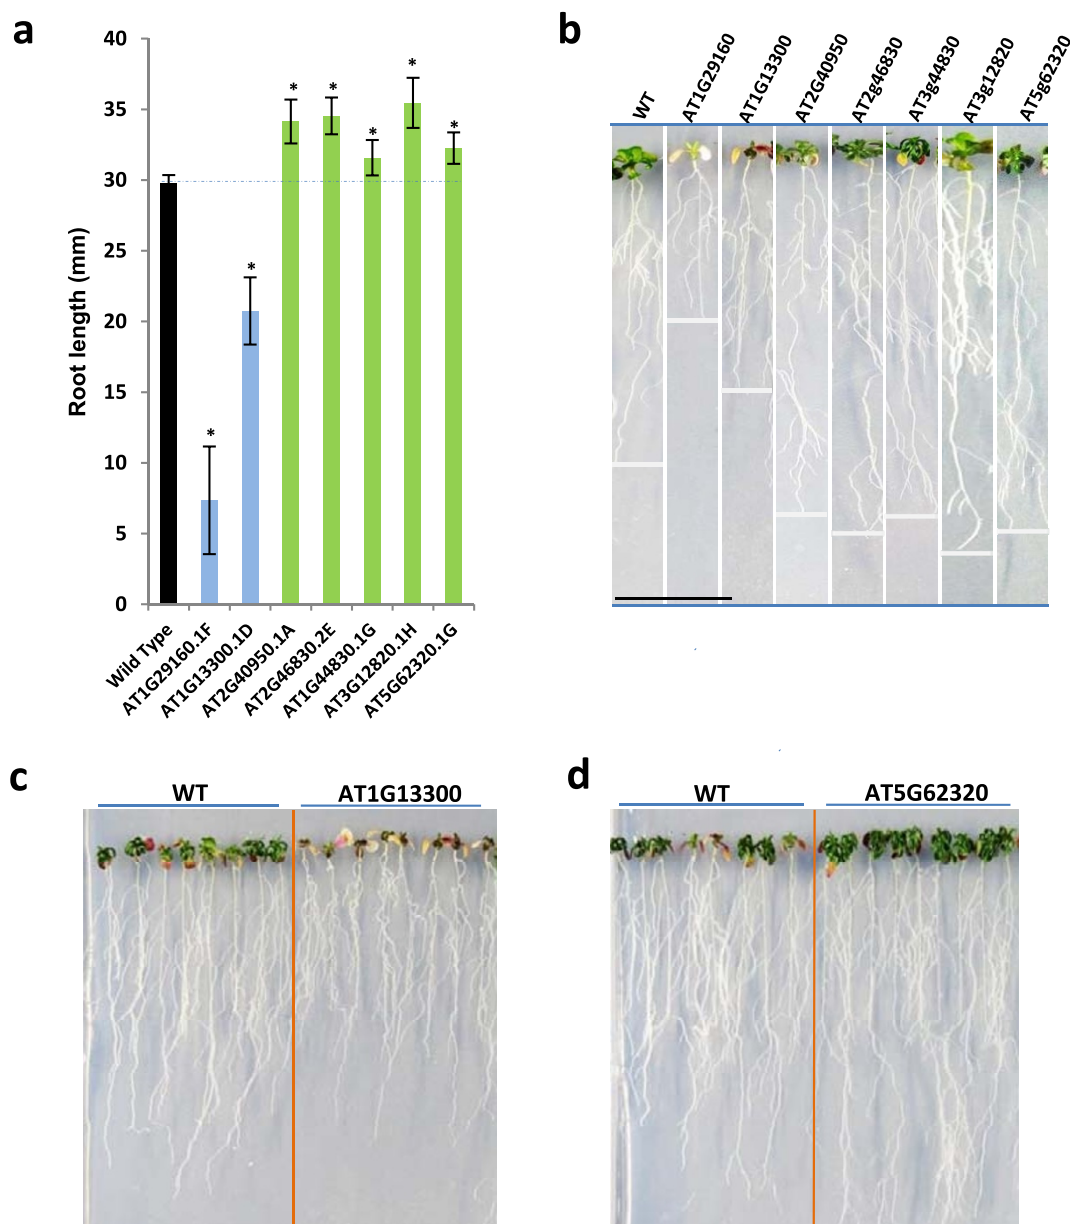 a
40
35
30
25
20
15
10
5
0
Root length (mm)
*
*
*
*
*
*
*
Wild Type
AT1G29160.1F
AT1G13300.1D
AT2G40950.1A
AT2G46830.2E
AT1G44830.1G
AT3G12820.1H
AT5G62320.1G
b
WT
AT1G29160
AT1G13300
AT2G40950
AT2g46830
AT3g44830
AT3g12820
AT5g62320
c
WT
AT1G13300
d
WT
AT5G62320